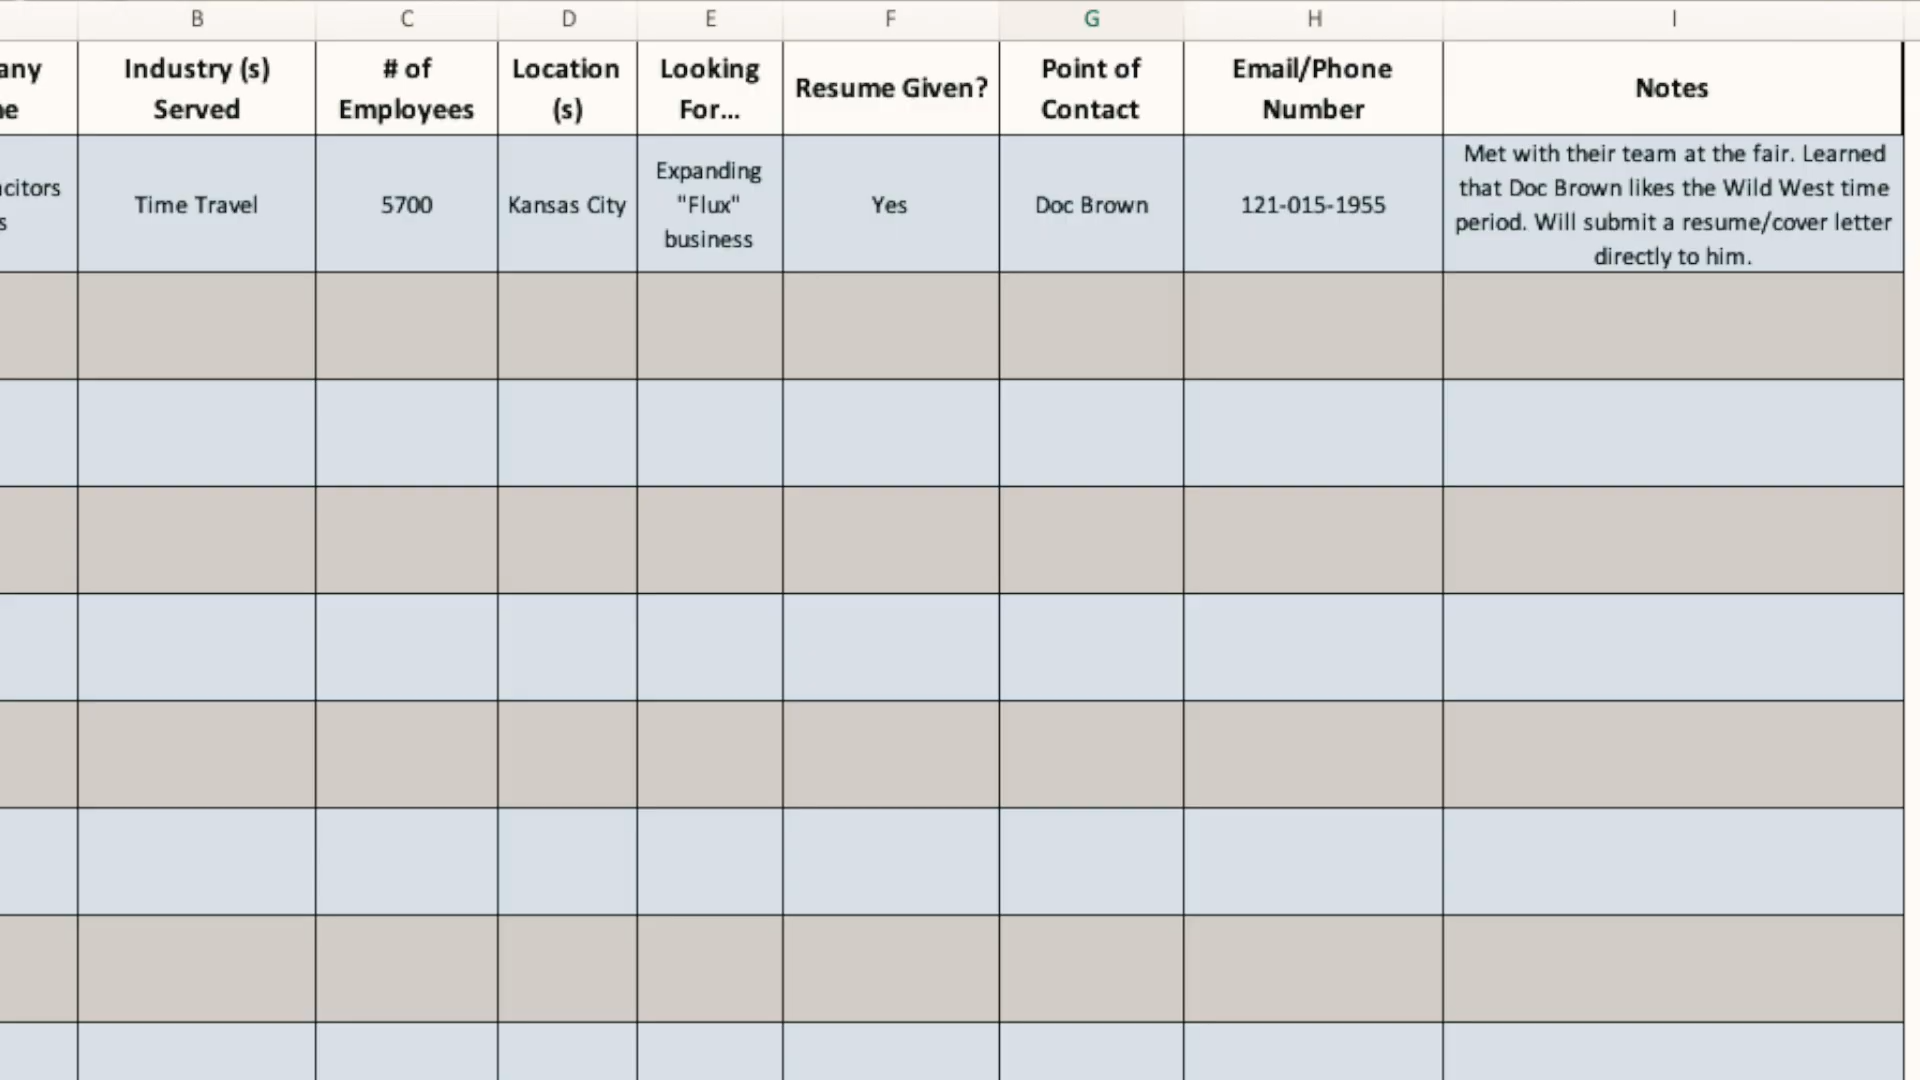 B C D E F G H I
any
Industry (s)
Served
# of
Employees
Location
(s)
Looking
For...
Resume Given?
Point of
Contact
Email/Phone
Number
Notes
Time Travel
5700
Kansas City
Expanding
"Flux"
business
Yes
Doc Brown
121-015-1955
Met with their team at the fair. Learned
that Doc Brown likes the Wild West time
period. Will submit a resume/cover letter
directly to him.